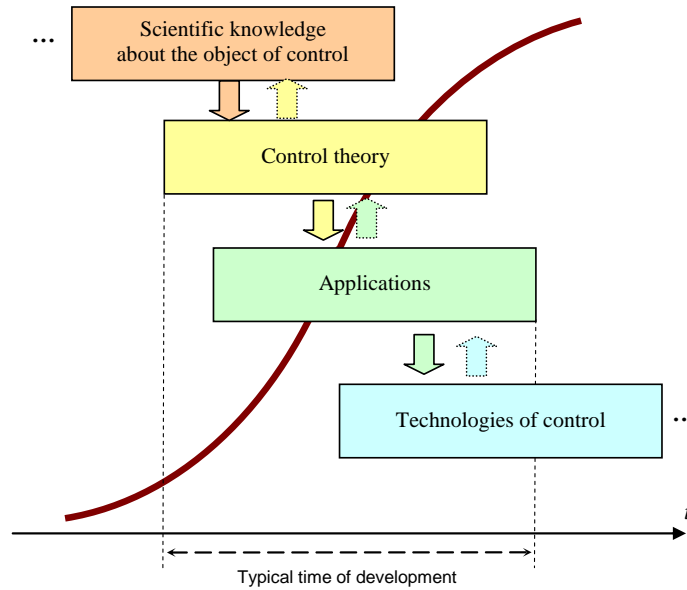 ...
Scientific knowledge
about the object of control
Control theory
Applications
Technologies of control
...
t
Typical time of development